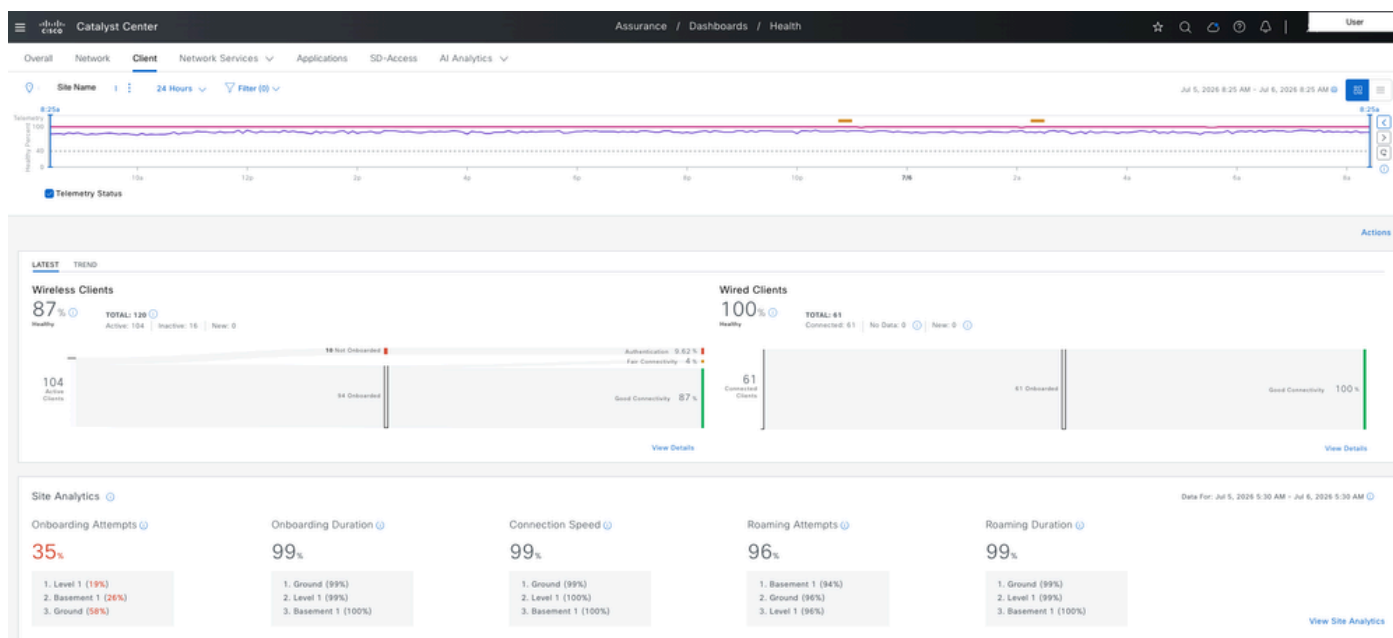 CISCO Catalyst Center Assurance / Dashboards / Health User
Overall Network Client Network Services Applications SD-Access AI Analytics
Site Name 24 Hours Filter (0) Jul 5, 2026 8:25 AM - Jul 6, 2026 8:25 AM
8:25a 8:25a
Telemetry
100
40
0
Healthy Percent
10a 12p 2p 4p 6p 8p 10p 7/6 2a 4a 6a 8a
Telemetry Status
Actions
LATEST TREND
Wireless Clients
87% TOTAL: 120
Healthy Active: 104 | Inactive: 16 | New: 0
10 Not Onboarded Authentication 9.62 %
Fair Connectivity 4 %
104
Active
Clients
94 Onboarded Good Connectivity 87 %
View Details
Wired Clients
100% TOTAL: 61
Healthy Connected: 61 | No Data: 0 | New: 0
61
Connected
Clients
61 Onboarded Good Connectivity 100 %
View Details
Site Analytics Data For: Jul 5, 2026 5:30 AM - Jul 6, 2026 5:30 AM
Onboarding Attempts
35%
1. Level 1 (19%)
2. Basement 1 (26%)
3. Ground (58%)
Onboarding Duration
99%
1. Ground (99%)
2. Level 1 (99%)
3. Basement 1 (100%)
Connection Speed
99%
1. Ground (99%)
2. Level 1 (100%)
3. Basement 1 (100%)
Roaming Attempts
96%
1. Basement 1 (94%)
2. Ground (96%)
3. Level 1 (96%)
Roaming Duration
99%
1. Ground (99%)
2. Level 1 (99%)
3. Basement 1 (100%)
View Site Analytics